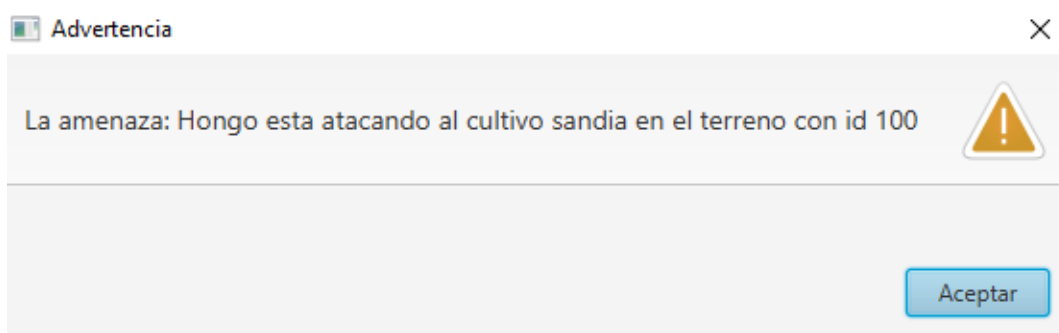 Advertencia
La amenaza: Hongo esta atacando al cultivo sandia en el terreno con id 100
Aceptar